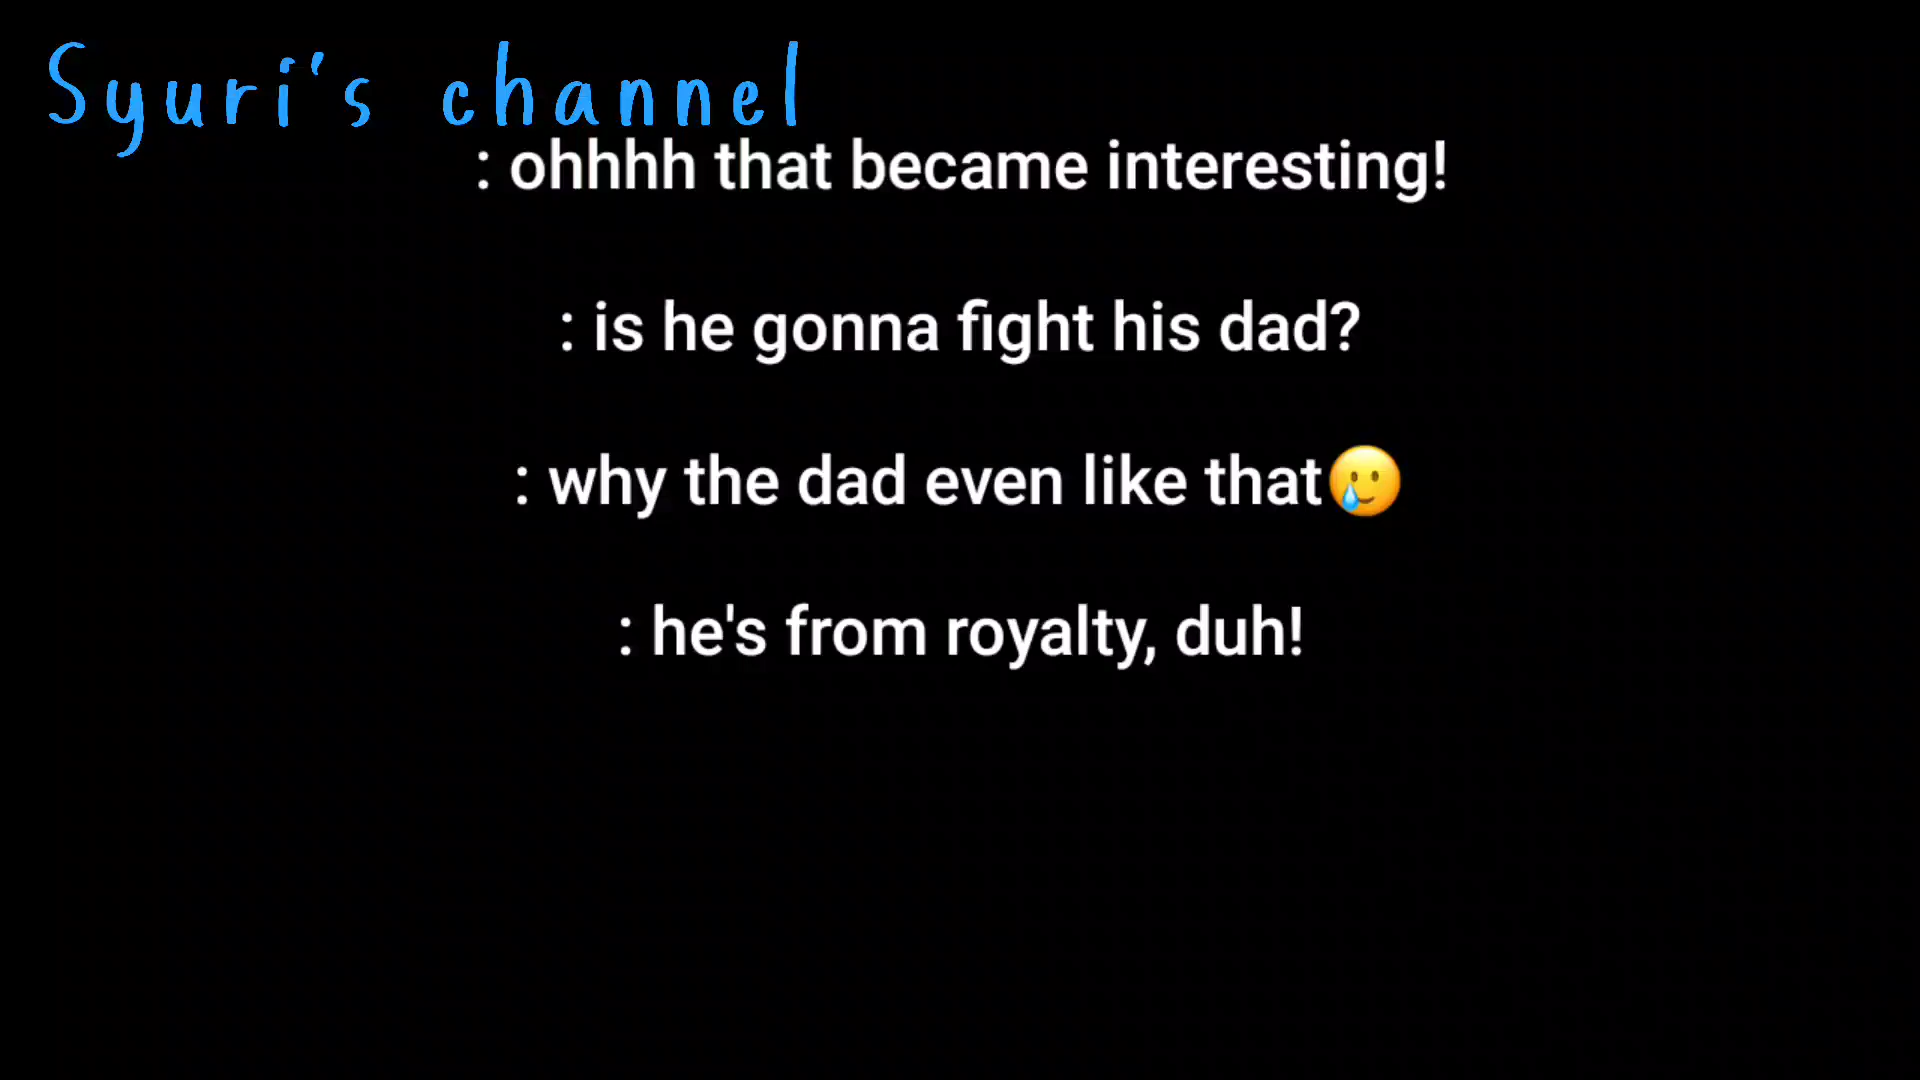 Syuri's channel
: ohhhh that became interesting!
: is he gonna fight his dad?
: why the dad even like that🥲
: he's from royalty, duh!